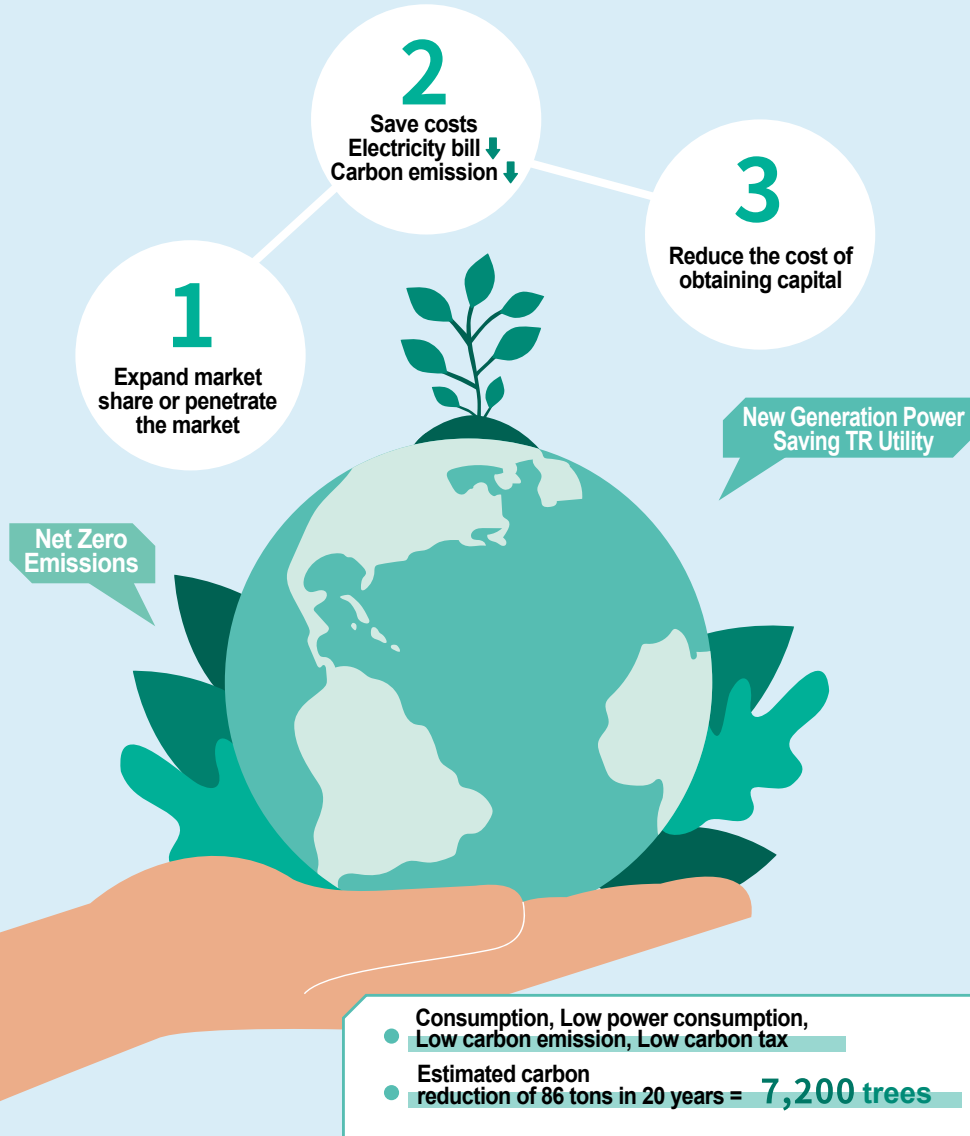 1
Expand market
share or penetrate
the market
2
Save costs
Electricity bill
Carbon emission
3
Reduce the cost of
obtaining capital
New Generation Power
Saving TR Utility
Net Zero
Emissions
Consumption, Low power consumption,
Low carbon emission, Low carbon tax
Estimated carbon
reduction of 86 tons in 20 years = 7,200 trees